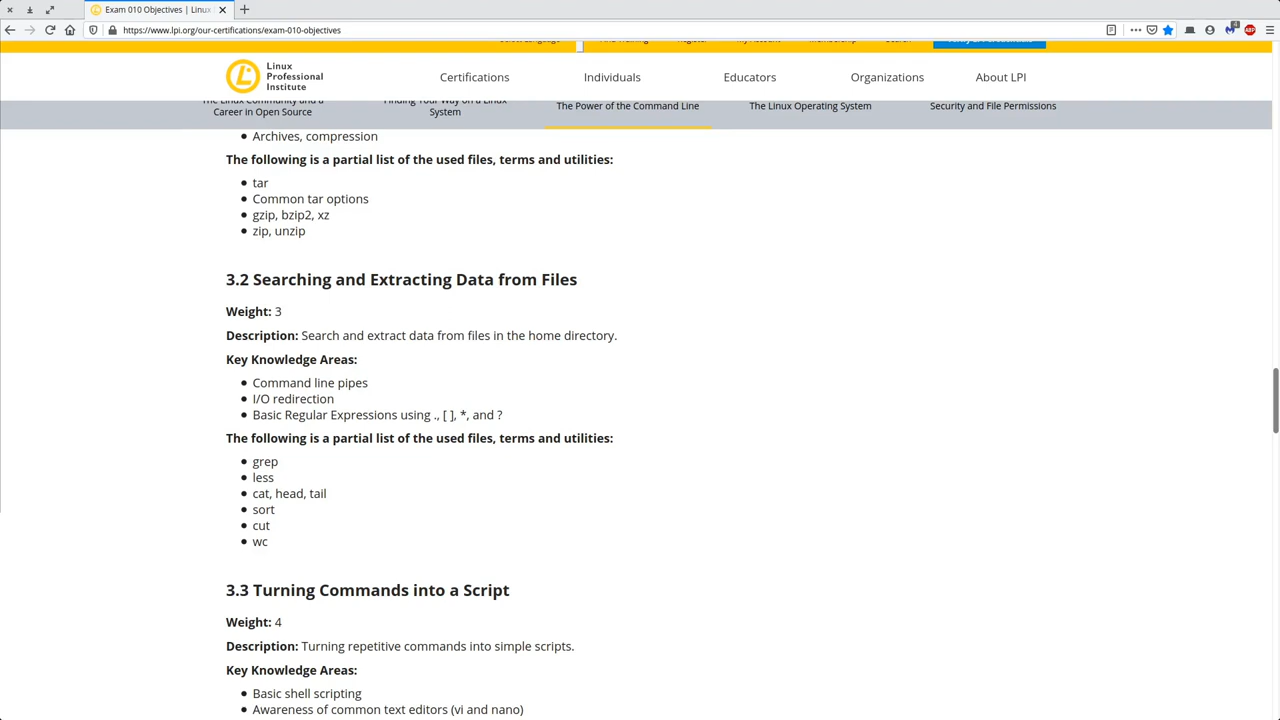 Exam 010 Objectives | Linux
https://www.lpi.org/our-certifications/exam-010-objectives
4
ABP
Linux
Professional
Institute
Certifications
Individuals
Educators
Organizations
About LPI
The Linux Community and a
Career in Open Source
Finding Your Way on a Linux
System
The Power of the Command Line
The Linux Operating System
Security and File Permissions
• Archives, compression
The following is a partial list of the used files, terms and utilities:
• tar
• Common tar options
• gzip, bzip2, xz
• zip, unzip
3.2 Searching and Extracting Data from Files
Weight: 3
Description: Search and extract data from files in the home directory.
Key Knowledge Areas:
• Command line pipes
• I/O redirection
• Basic Regular Expressions using ., [ ], *, and ?
The following is a partial list of the used files, terms and utilities:
• grep
• less
• cat, head, tail
• sort
• cut
• wc
3.3 Turning Commands into a Script
Weight: 4
Description: Turning repetitive commands into simple scripts.
Key Knowledge Areas:
• Basic shell scripting
• Awareness of common text editors (vi and nano)